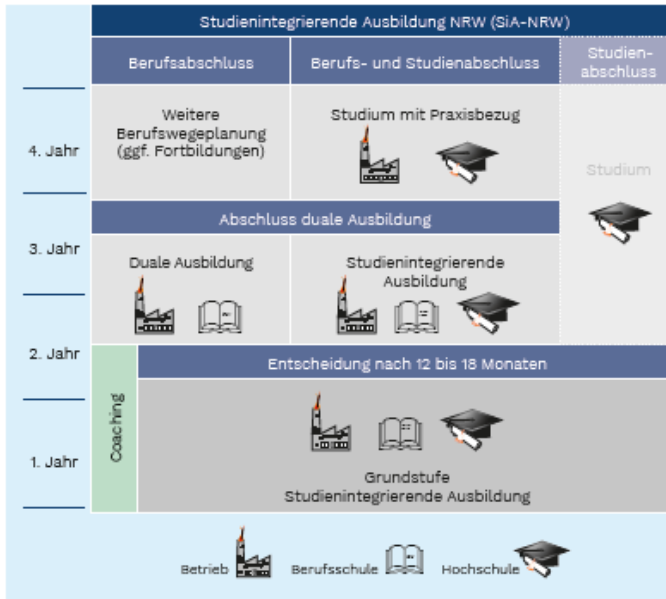 Studienintegrierende Ausbildung NRW (SiA-NRW)
Berufsabschluss
Berufs- und Studienabschluss
Studien-
abschluss
4. Jahr
Weitere
Berufswegeplanung
(ggf. Fortbildungen)
Studium mit Praxisbezug
Studium
Abschluss duale Ausbildung
3. Jahr
Duale Ausbildung
Studienintegrierende
Ausbildung
2. Jahr
Entscheidung nach 12 bis 18 Monaten
Coaching
1. Jahr
Grundstufe
Studienintegrierende Ausbildung
Betrieb
Berufsschule
Hochschule